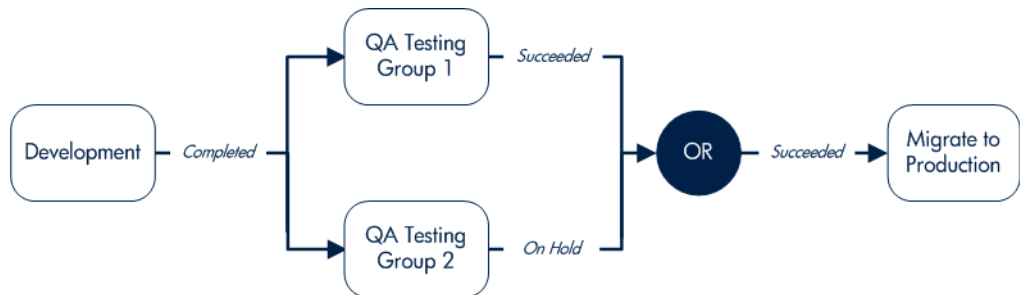 QA Testing
Group 1
Succeeded
Development
Completed
OR
Succeeded
Migrate to
Production
QA Testing
Group 2
On Hold